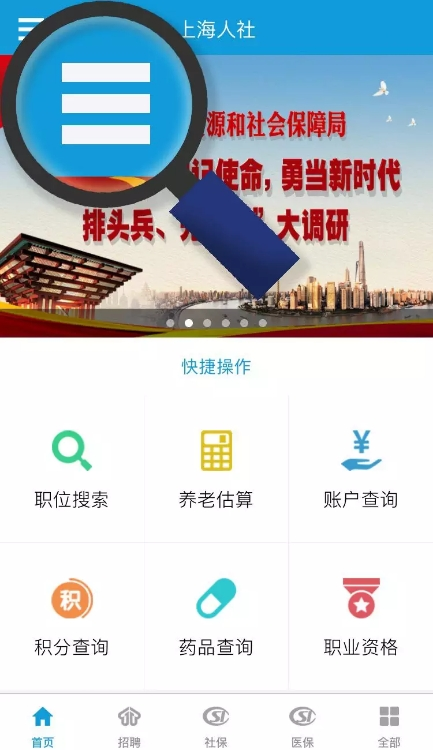 上海人社
源和社会保障局
记使命，勇当新时代
排头兵、先 大调研
快捷操作
职位搜索
养老估算
账户查询
积
积分查询
药品查询
职业资格
首页
招聘
社保
医保
全部